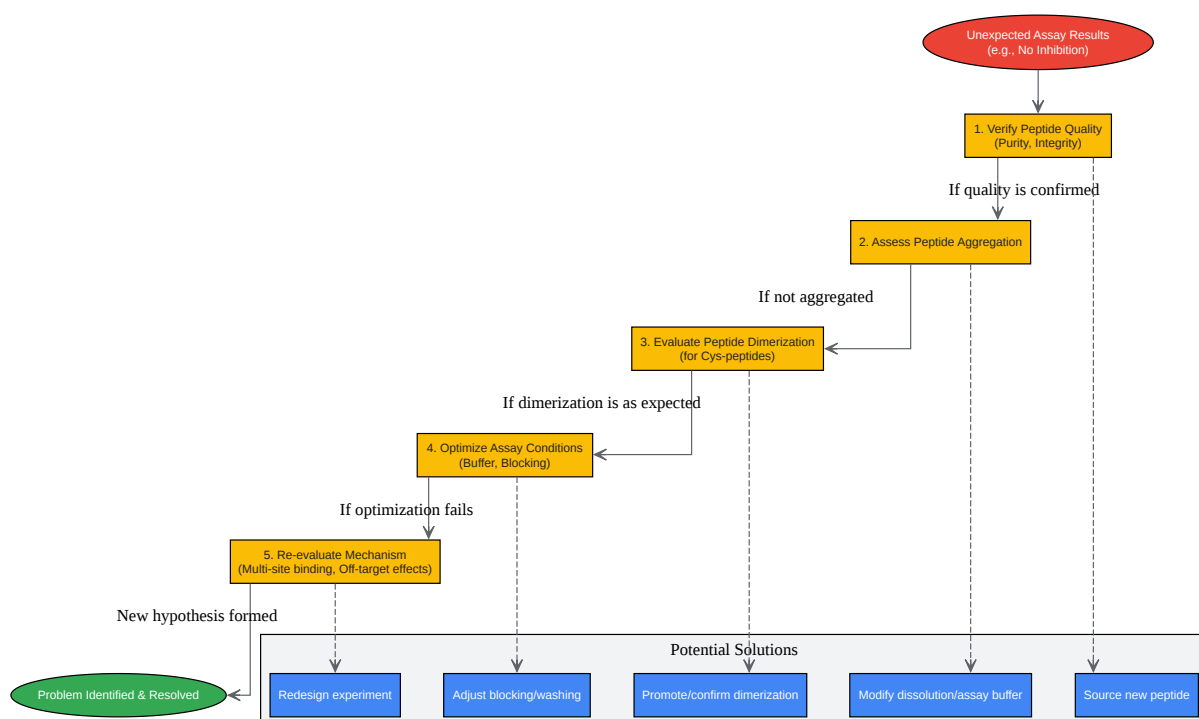 Unexpected Assay Results
(e.g., No Inhibition)
1. Verify Peptide Quality
(Purity, Integrity)
If quality is confirmed
2. Assess Peptide Aggregation
If not aggregated
3. Evaluate Peptide Dimerization
(for Cys-peptides)
If dimerization is as expected
4. Optimize Assay Conditions
(Buffer, Blocking)
If optimization fails
5. Re-evaluate Mechanism
(Multi-site binding, Off-target effects)
New hypothesis formed
Potential Solutions
Problem Identified & Resolved
Redesign experiment
Adjust blocking/washing
Promote/confirm dimerization
Modify dissolution/assay buffer
Source new peptide